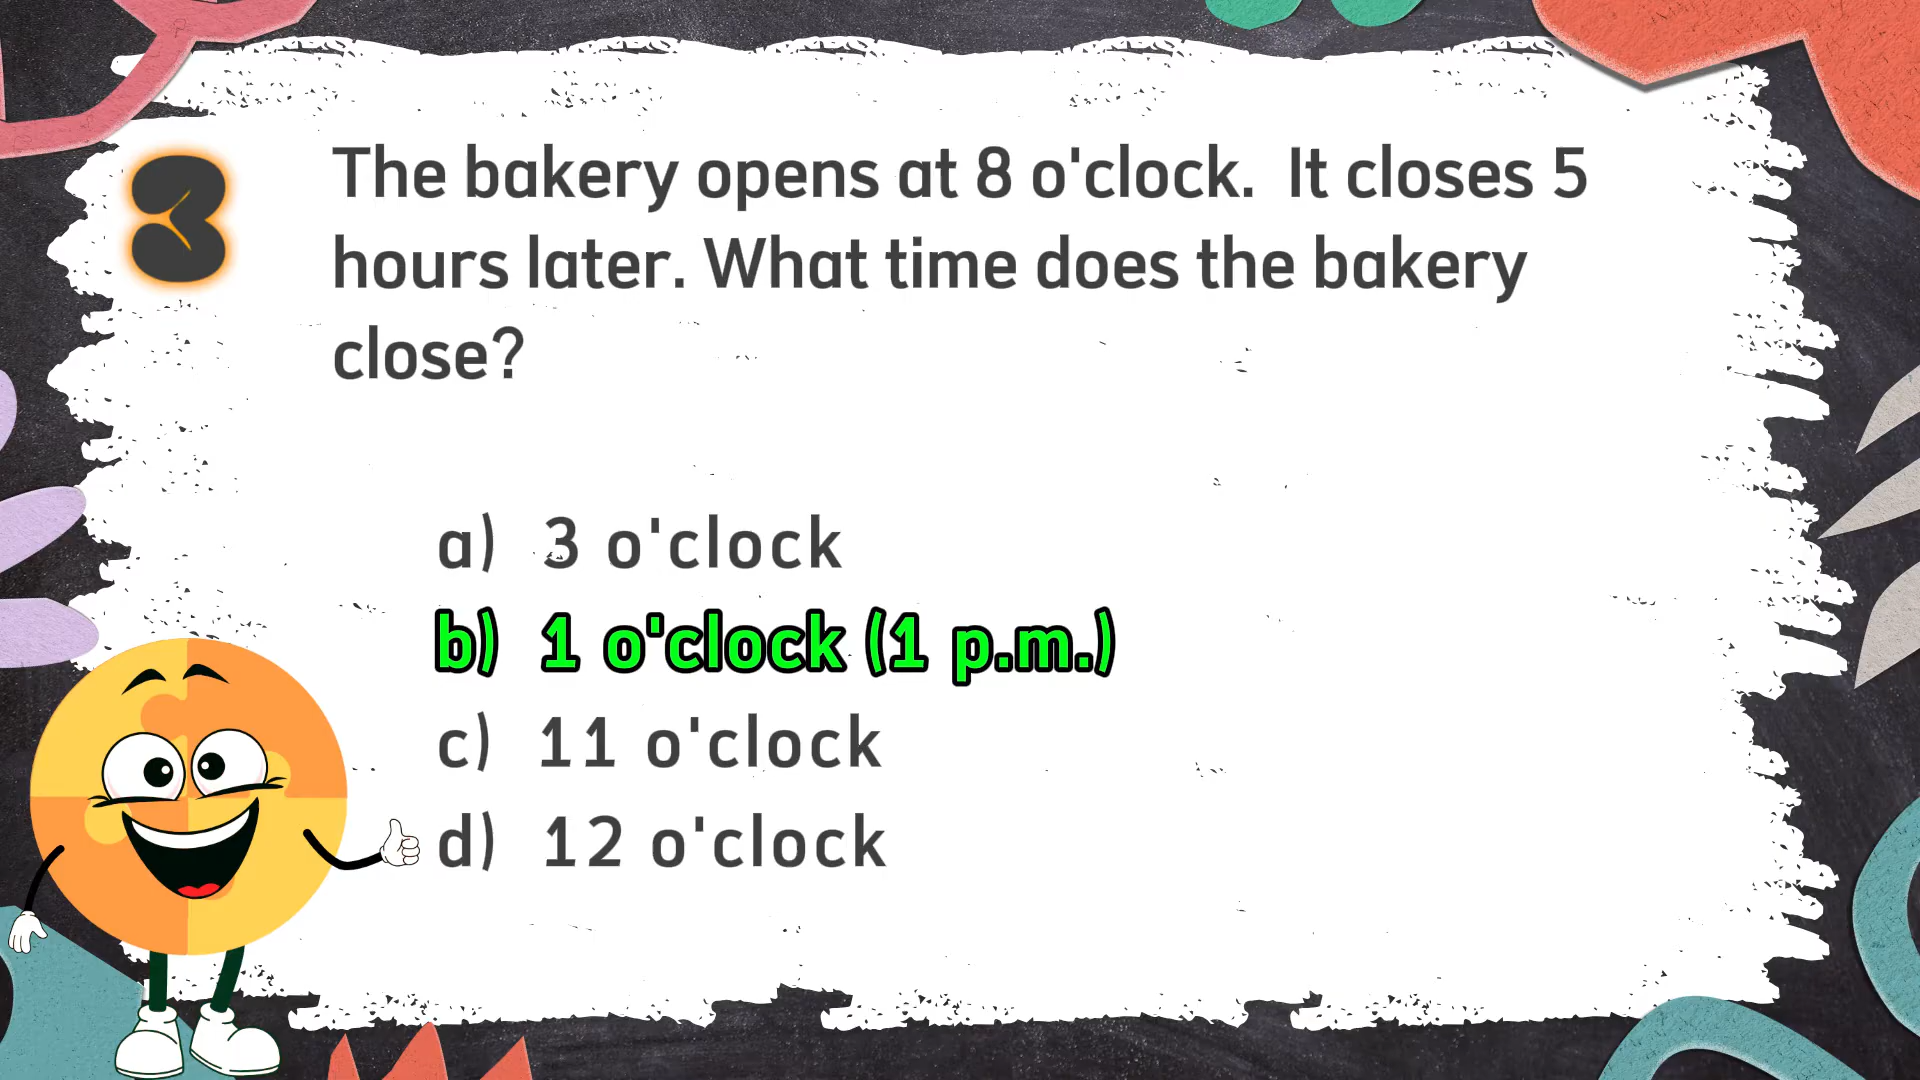 3
The bakery opens at 8 o'clock. It closes 5
hours later. What time does the bakery
close?
a) 3 o'clock
b) 1 o'clock (1 p.m.)
c) 11 o'clock
d) 12 o'clock